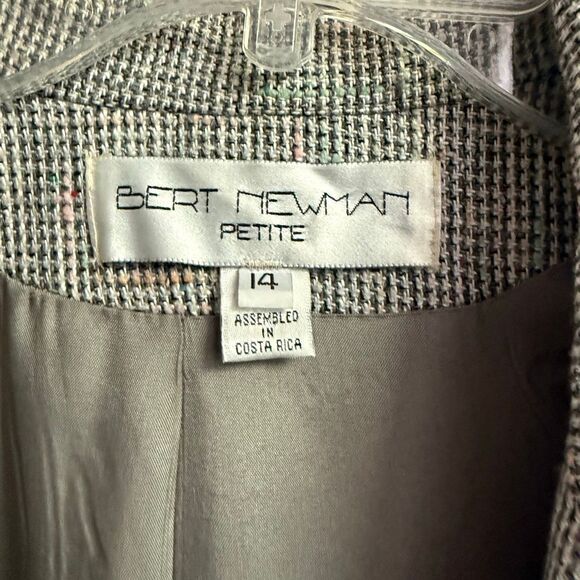 BERT NEWMAN
PETITE
14
ASSEMBLED
IN
COSTA RICA